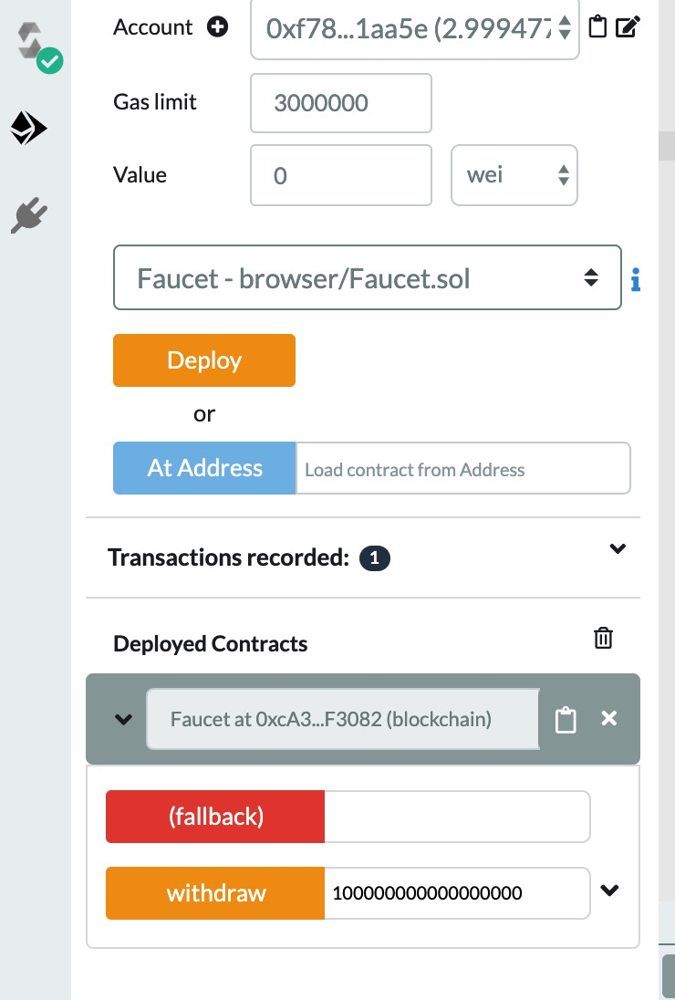 Account
0xf78...1aa5e (2.999477
Gas limit
3000000
Value
0
wei
Faucet - browser/Faucet.sol
Deploy
or
At Address
Load contract from Address
Transactions recorded:
1
Deployed Contracts
Faucet at 0xcA3...F3082 (blockchain)
(fallback)
withdraw
100000000000000000